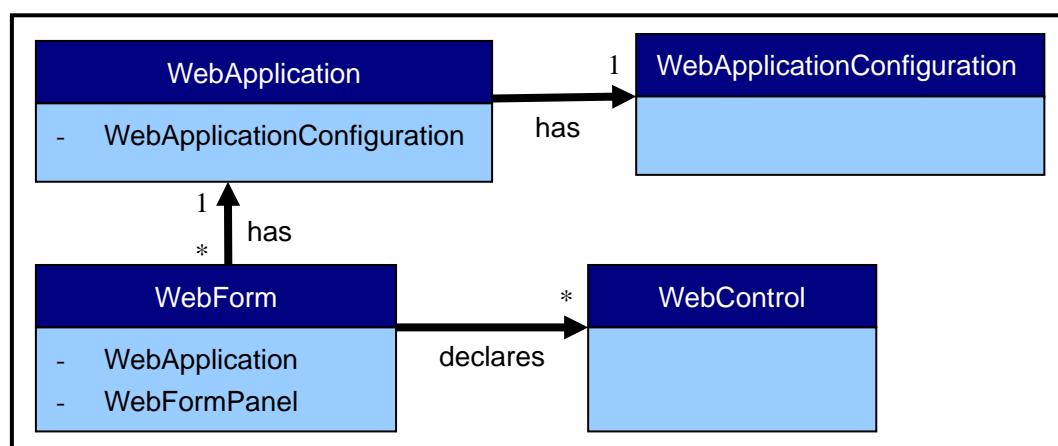 WebApplication
- WebApplicationConfiguration
1
has
WebApplicationConfiguration
1
*
has
WebForm
- WebApplication
- WebFormPanel
*
declares
WebControl